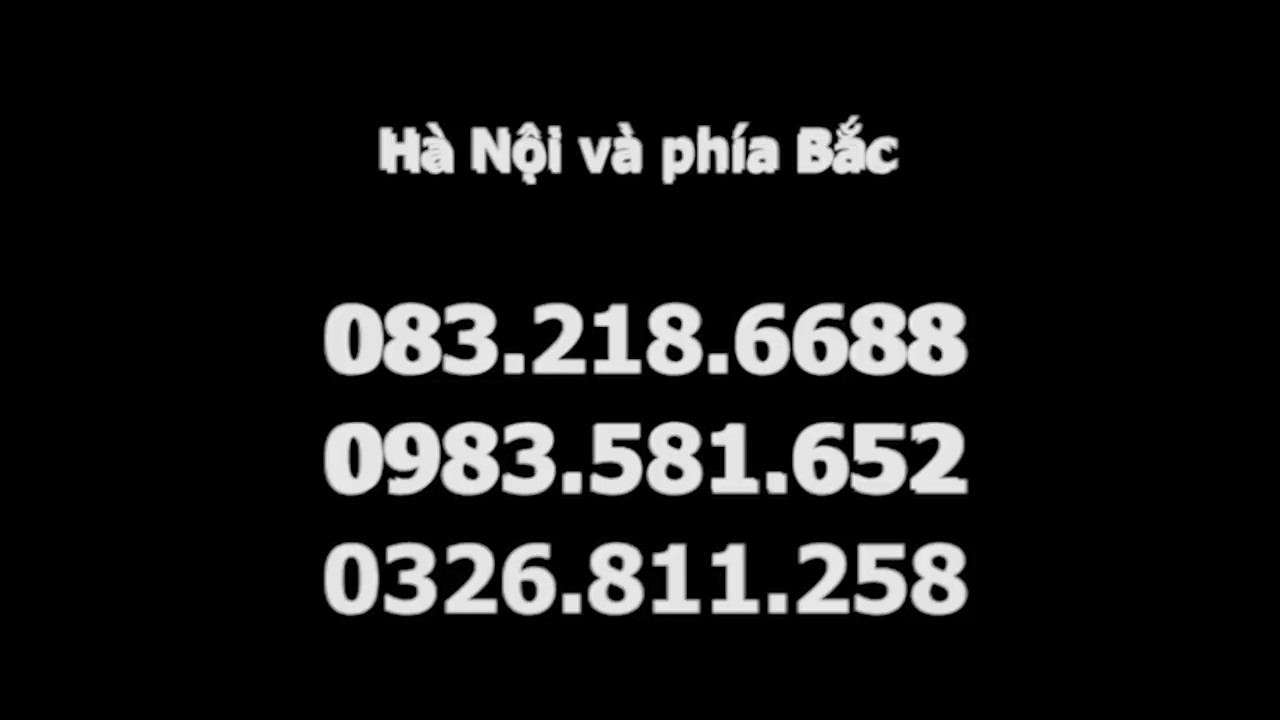 Hà Nội và phía Bắc
083.218.6688
0983.581.652
0326.811.258